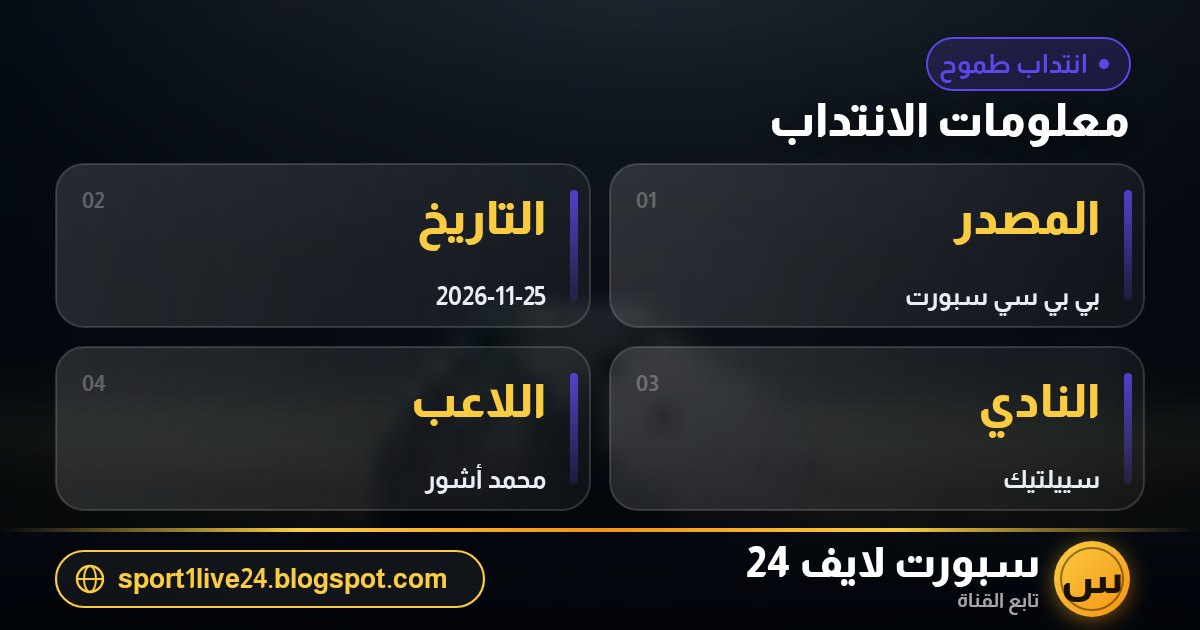 انتداب طموح
معلومات الانتداب
01
المصدر
بي بي سي سبورت
02
التاريخ
2026-11-25
03
النادي
سييلتيك
04
اللاعب
محمد أشور
س
سبورت لايف 24
تابع القناة
sport1live24.blogspot.com